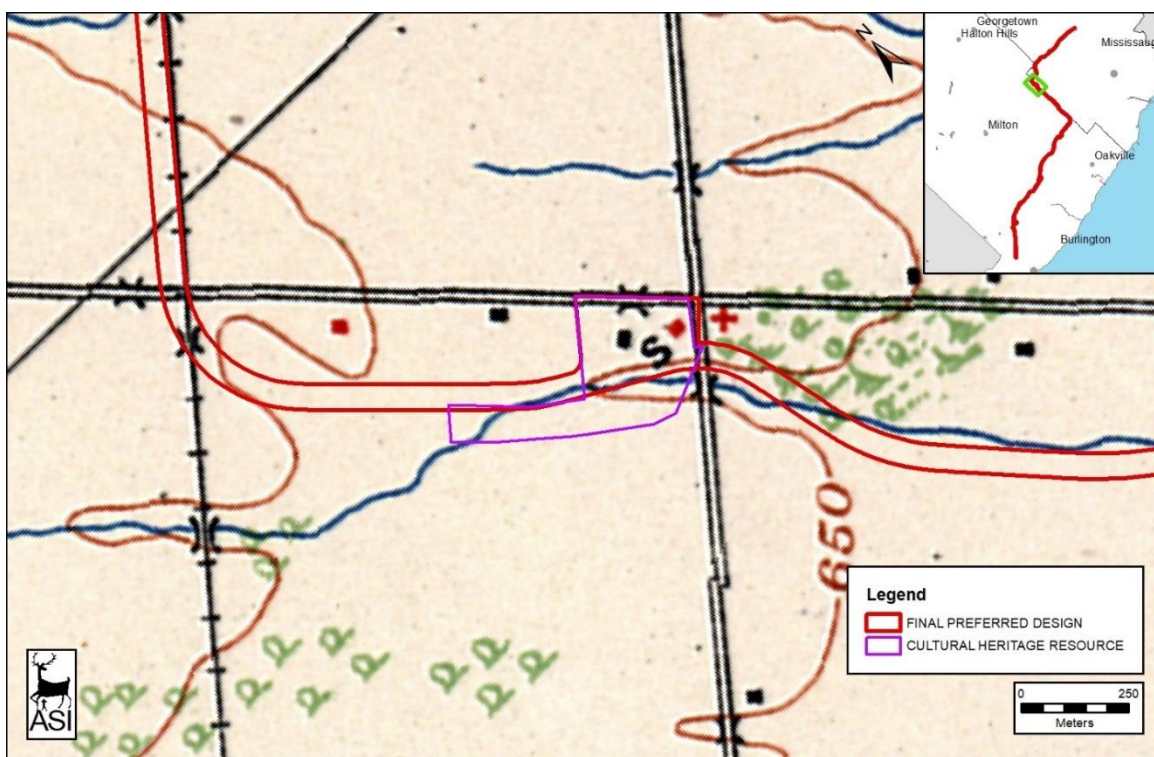 N
Georgetown
Halton Hills
Mississaug
Milton
Oakville
Burlington
S
650
Legend
FINAL PREFERRED DESIGN
CULTURAL HERITAGE RESOURCE
0 250
Meters
ASI